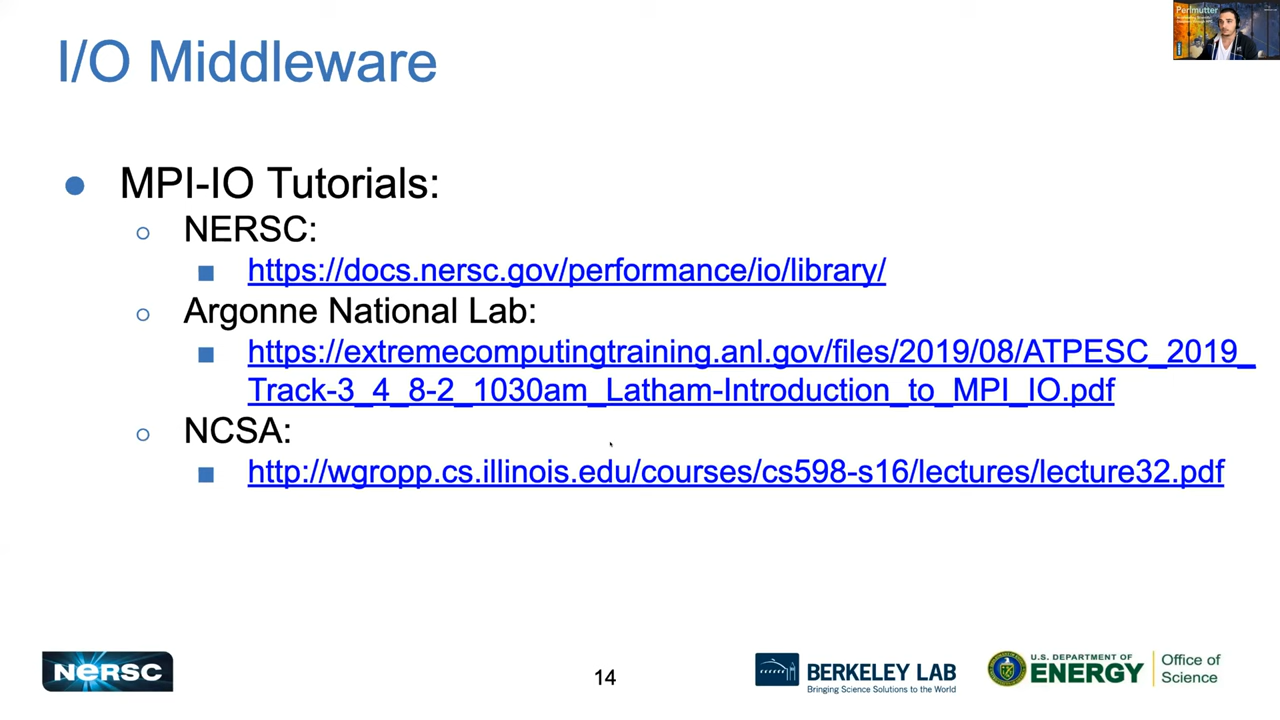 I/O Middleware
Perlmutter
MPI-IO Tutorials:
NERSC:
https://docs.nersc.gov/performance/io/library/
Argonne National Lab:
https://extremecomputingtraining.anl.gov/files/2019/08/ATPESC_2019_
Track-3_4_8-2_1030am_Latham-Introduction_to_MPI_IO.pdf
NCSA:
http://wgropp.cs.illinois.edu/courses/cs598-s16/lectures/lecture32.pdf
NERSC
14
BERKELEY LAB
Bringing Science Solutions to the World
U.S. DEPARTMENT OF
ENERGY
Office of
Science